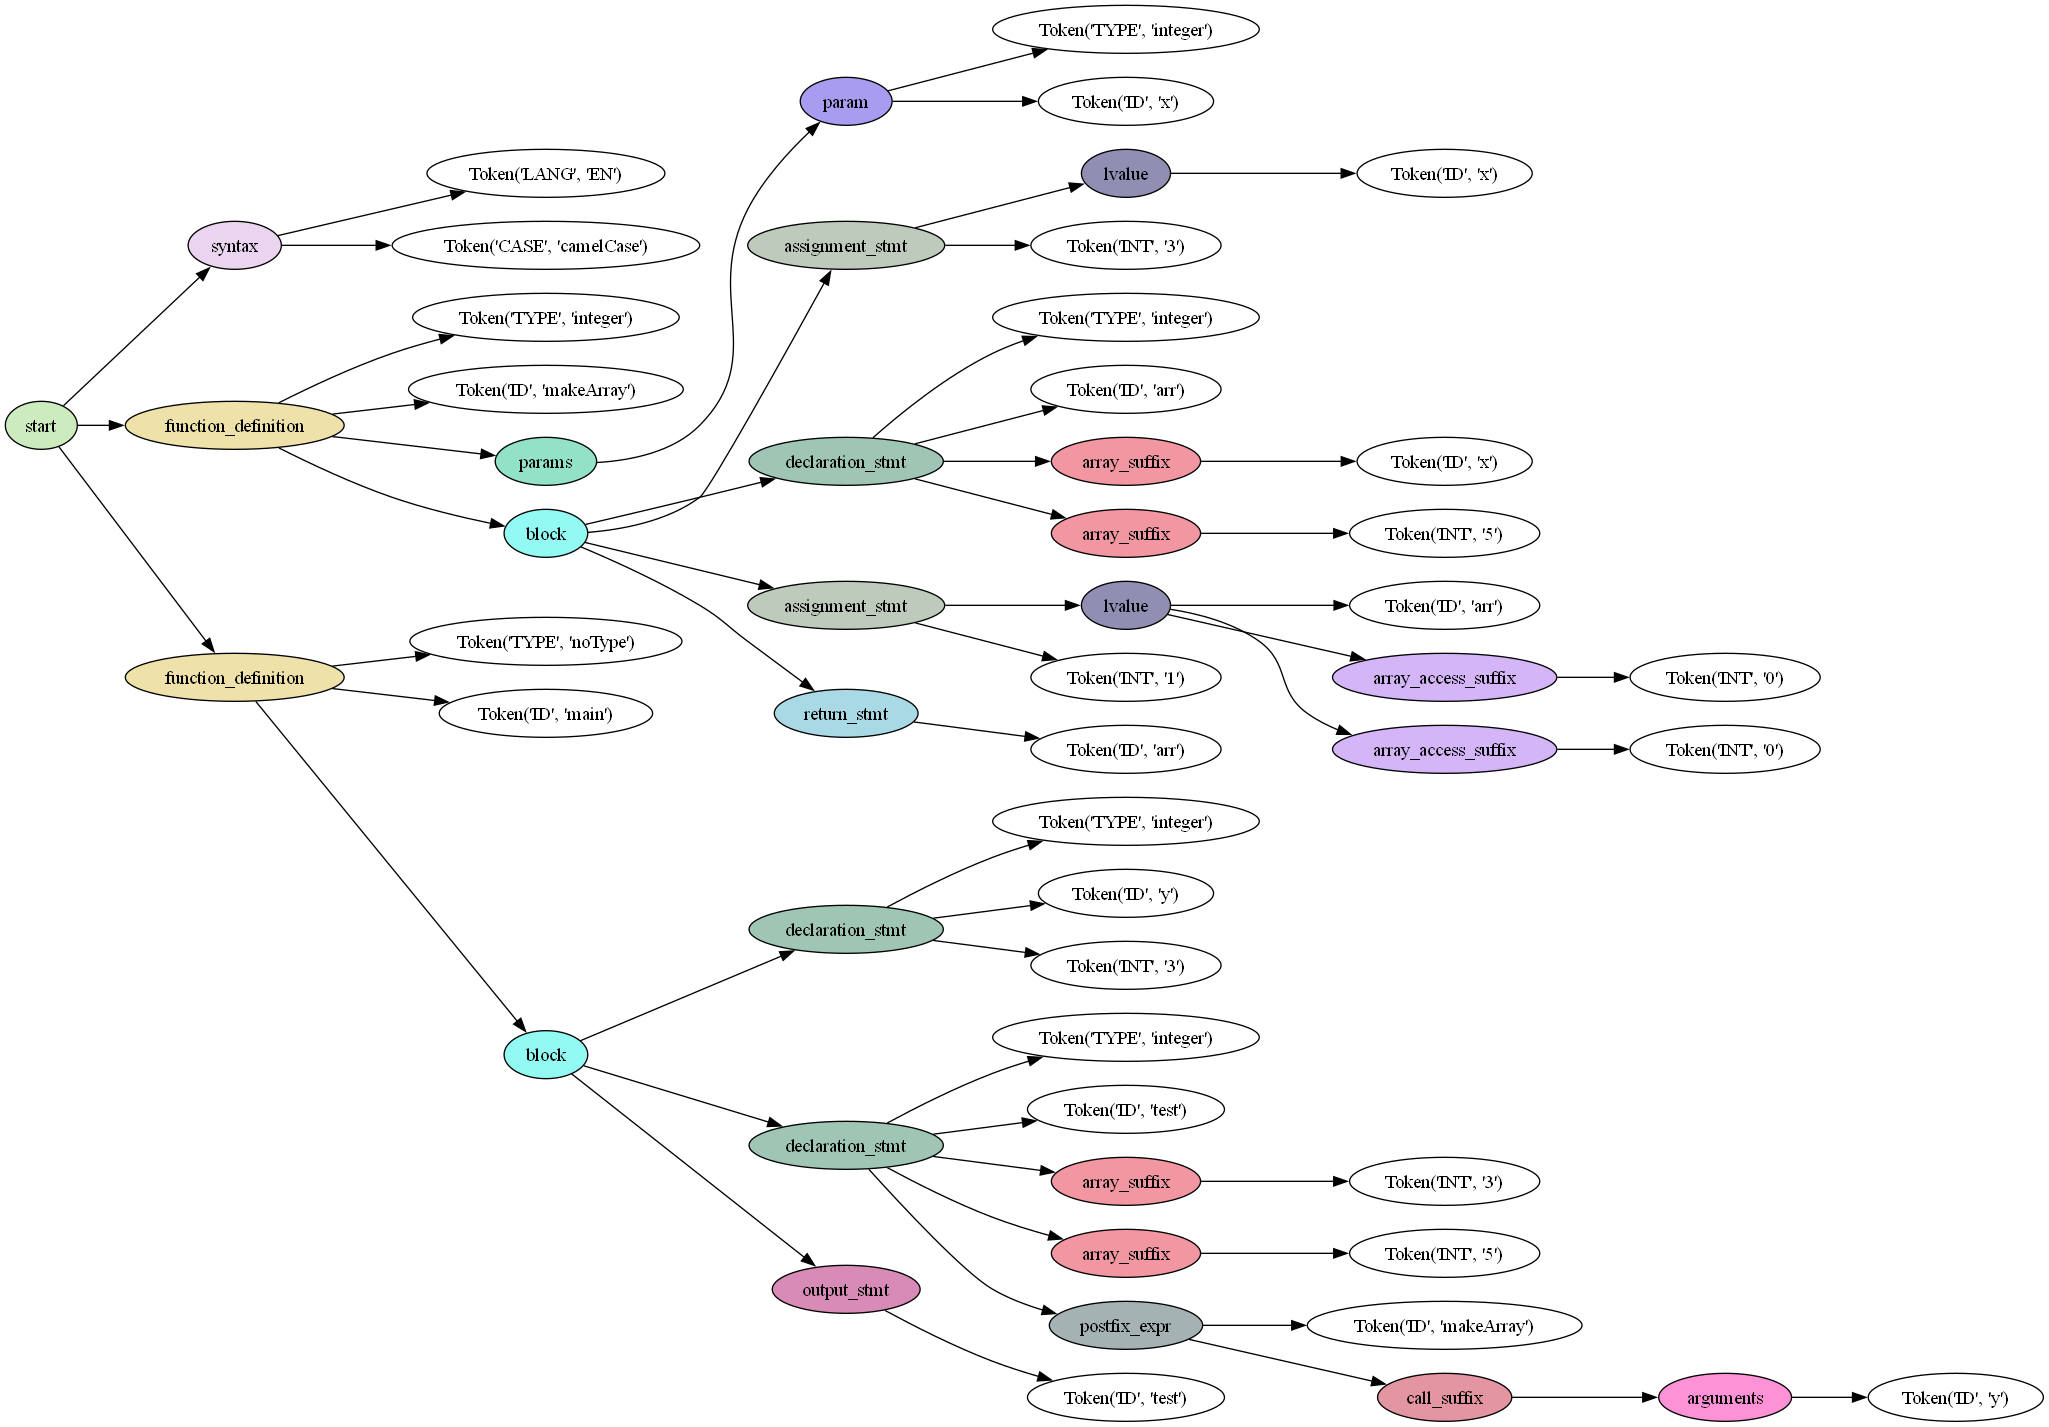 start
syntax
Token('LANG', 'EN')
Token('CASE', 'camelCase')
function_definition
Token('TYPE', 'integer')
Token('ID', 'makeArray')
params
param
Token('TYPE', 'integer')
Token('ID', 'x')
block
assignment_stmt
lvalue
Token('ID', 'x')
Token('INT', '3')
declaration_stmt
Token('TYPE', 'integer')
Token('ID', 'arr')
array_suffix
Token('ID', 'x')
array_suffix
Token('INT', '5')
assignment_stmt
lvalue
Token('ID', 'arr')
array_access_suffix
Token('INT', '0')
array_access_suffix
Token('INT', '0')
Token('INT', '1')
return_stmt
Token('ID', 'arr')
function_definition
Token('TYPE', 'noType')
Token('ID', 'main')
block
declaration_stmt
Token('TYPE', 'integer')
Token('ID', 'y')
Token('INT', '3')
declaration_stmt
Token('TYPE', 'integer')
Token('ID', 'test')
array_suffix
Token('INT', '3')
array_suffix
Token('INT', '5')
postfix_expr
Token('ID', 'makeArray')
call_suffix
arguments
Token('ID', 'y')
output_stmt
Token('ID', 'test')